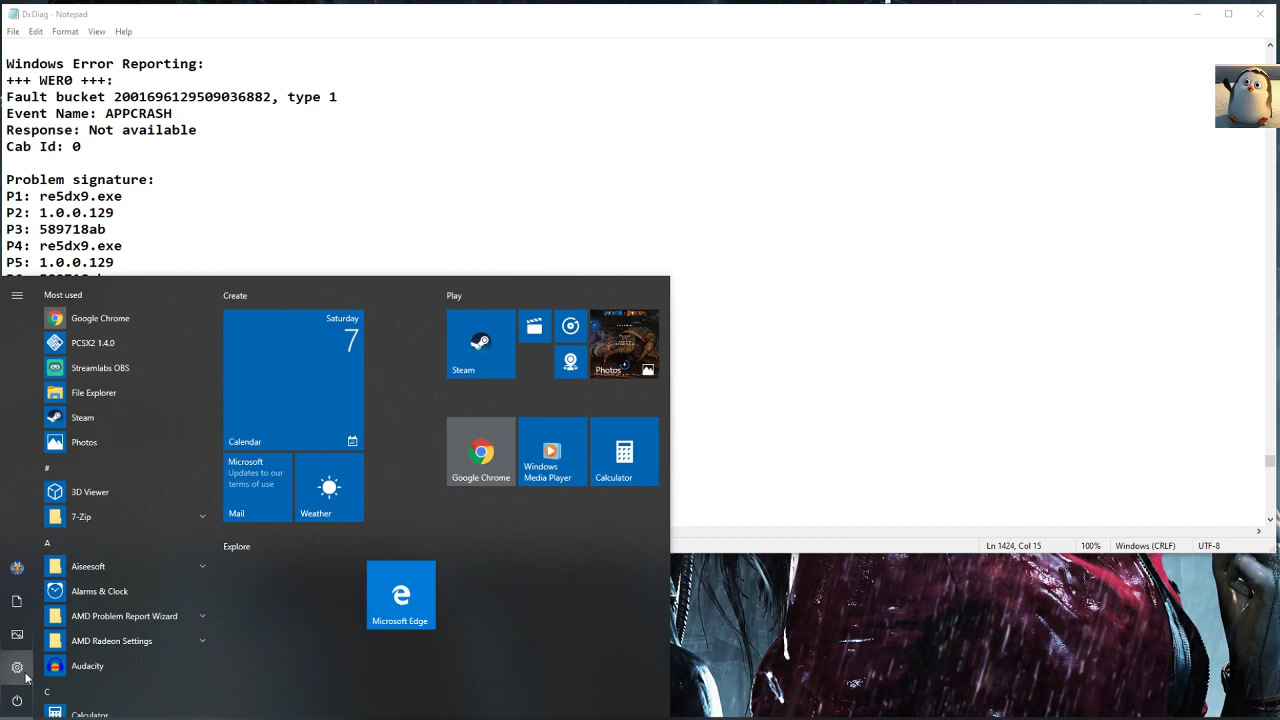 DxDiag - Notepad
File Edit Format View Help
Windows Error Reporting:
+++ WER0 +++:
Fault bucket 2001696129509036882, type 1
Event Name: APPCRASH
Response: Not available
Cab Id: 0
Problem signature:
P1: re5dx9.exe
P2: 1.0.0.129
P3: 589718ab
P4: re5dx9.exe
P5: 1.0.0.129
Most used
Google Chrome
PCSX2 1.4.0
Streamlabs OBS
File Explorer
Steam
Photos
#
3D Viewer
7-Zip
A
Aiseesoft
Alarms & Clock
AMD Problem Report Wizard
AMD Radeon Settings
Audacity
C
Calculator
Create
Saturday
7
Calendar
Microsoft
Updates to our
terms of use
Mail
Weather
Explore
Microsoft Edge
Play
Steam
Photos
Google Chrome
Windows
Media Player
Calculator
Ln 1424, Col 15
100%
Windows (CRLF)
UTF-8